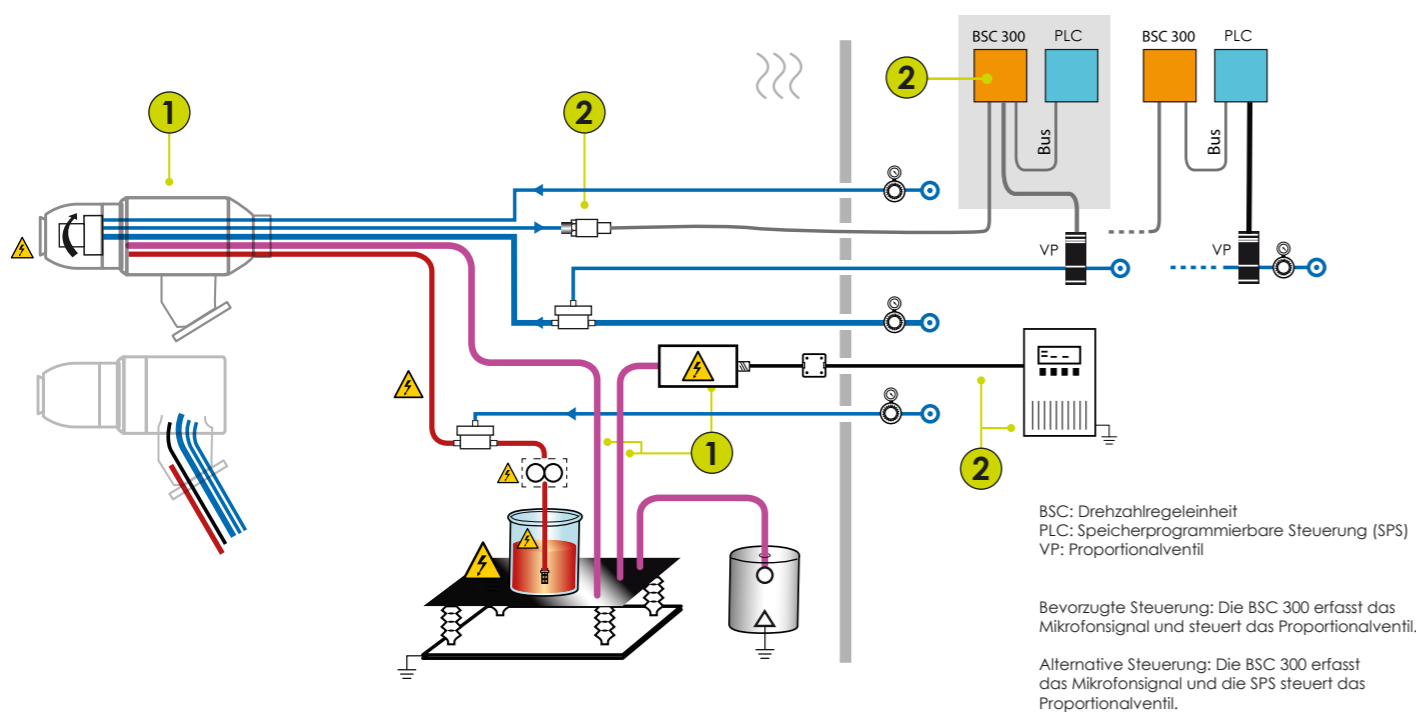 BSC 300 PLC BSC 300 PLC
2
1
2
Bus
Bus
VP
VP
1
2
BSC: Drehzahlregeleinheit
PLC: Speicherprogrammierbare Steuerung (SPS)
VP: Proportionalventil
Bevorzugte Steuerung: Die BSC 300 erfasst das
Mikrofonsignal und steuert das Proportionalventil.
Alternative Steuerung: Die BSC 300 erfasst
das Mikrofonsignal und die SPS steuert das
Proportionalventil.